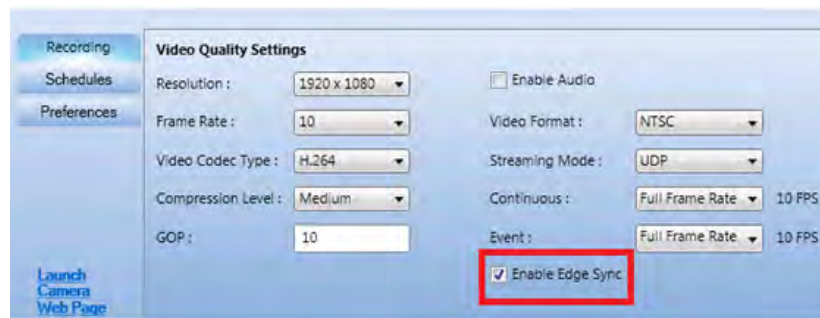 Recording
Schedules
Preferences
Launch
Camera
Web Page
Video Quality Settings
Resolution : 1920 x 1080 Enable Audio
Frame Rate : 10 Video Format : NTSC
Video Codec Type : H.264 Streaming Mode : UDP
Compression Level : Medium Continuous : Full Frame Rate 10 FPS
GOP : 10 Event : Full Frame Rate 10 FPS
Enable Edge Sync